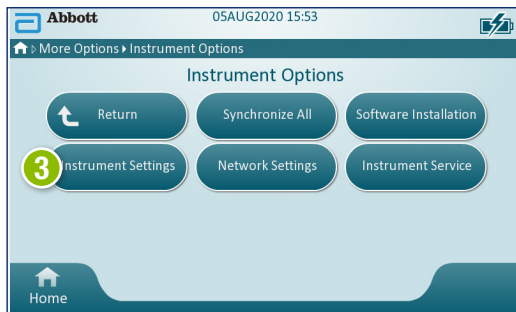 Abbott
05AUG2020 15:53
More Options Instrument Options
Instrument Options
Return
Synchronize All
Software Installation
3
Instrument Settings
Network Settings
Instrument Service
Home